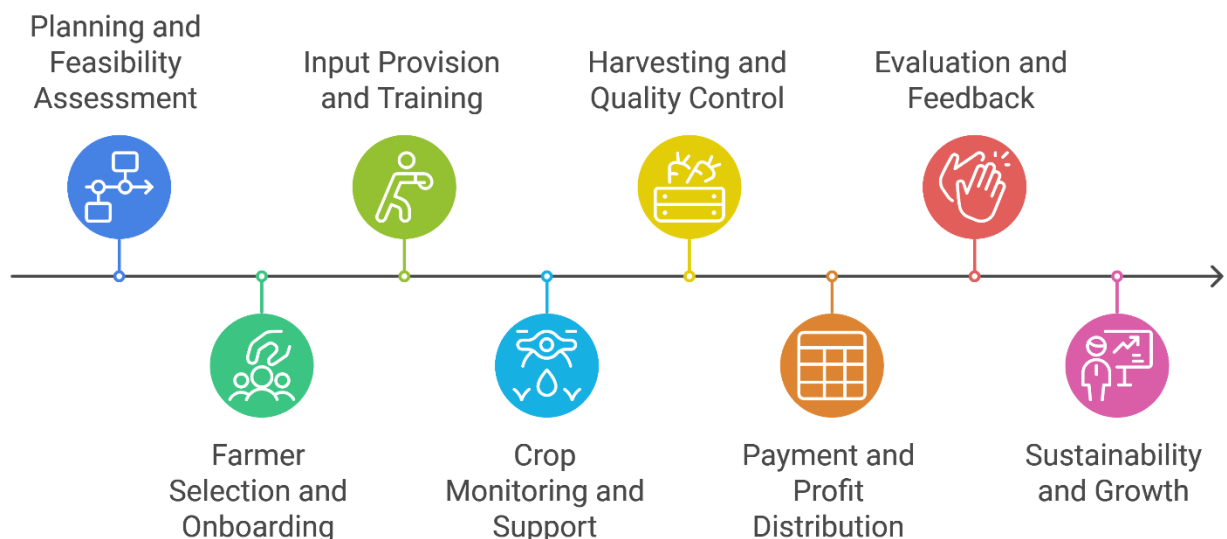 Planning and
Feasibility
Assessment
Farmer
Selection and
Onboarding
Input Provision
and Training
Crop
Monitoring and
Support
Harvesting and
Quality Control
Payment and
Profit
Distribution
Evaluation and
Feedback
Sustainability
and Growth